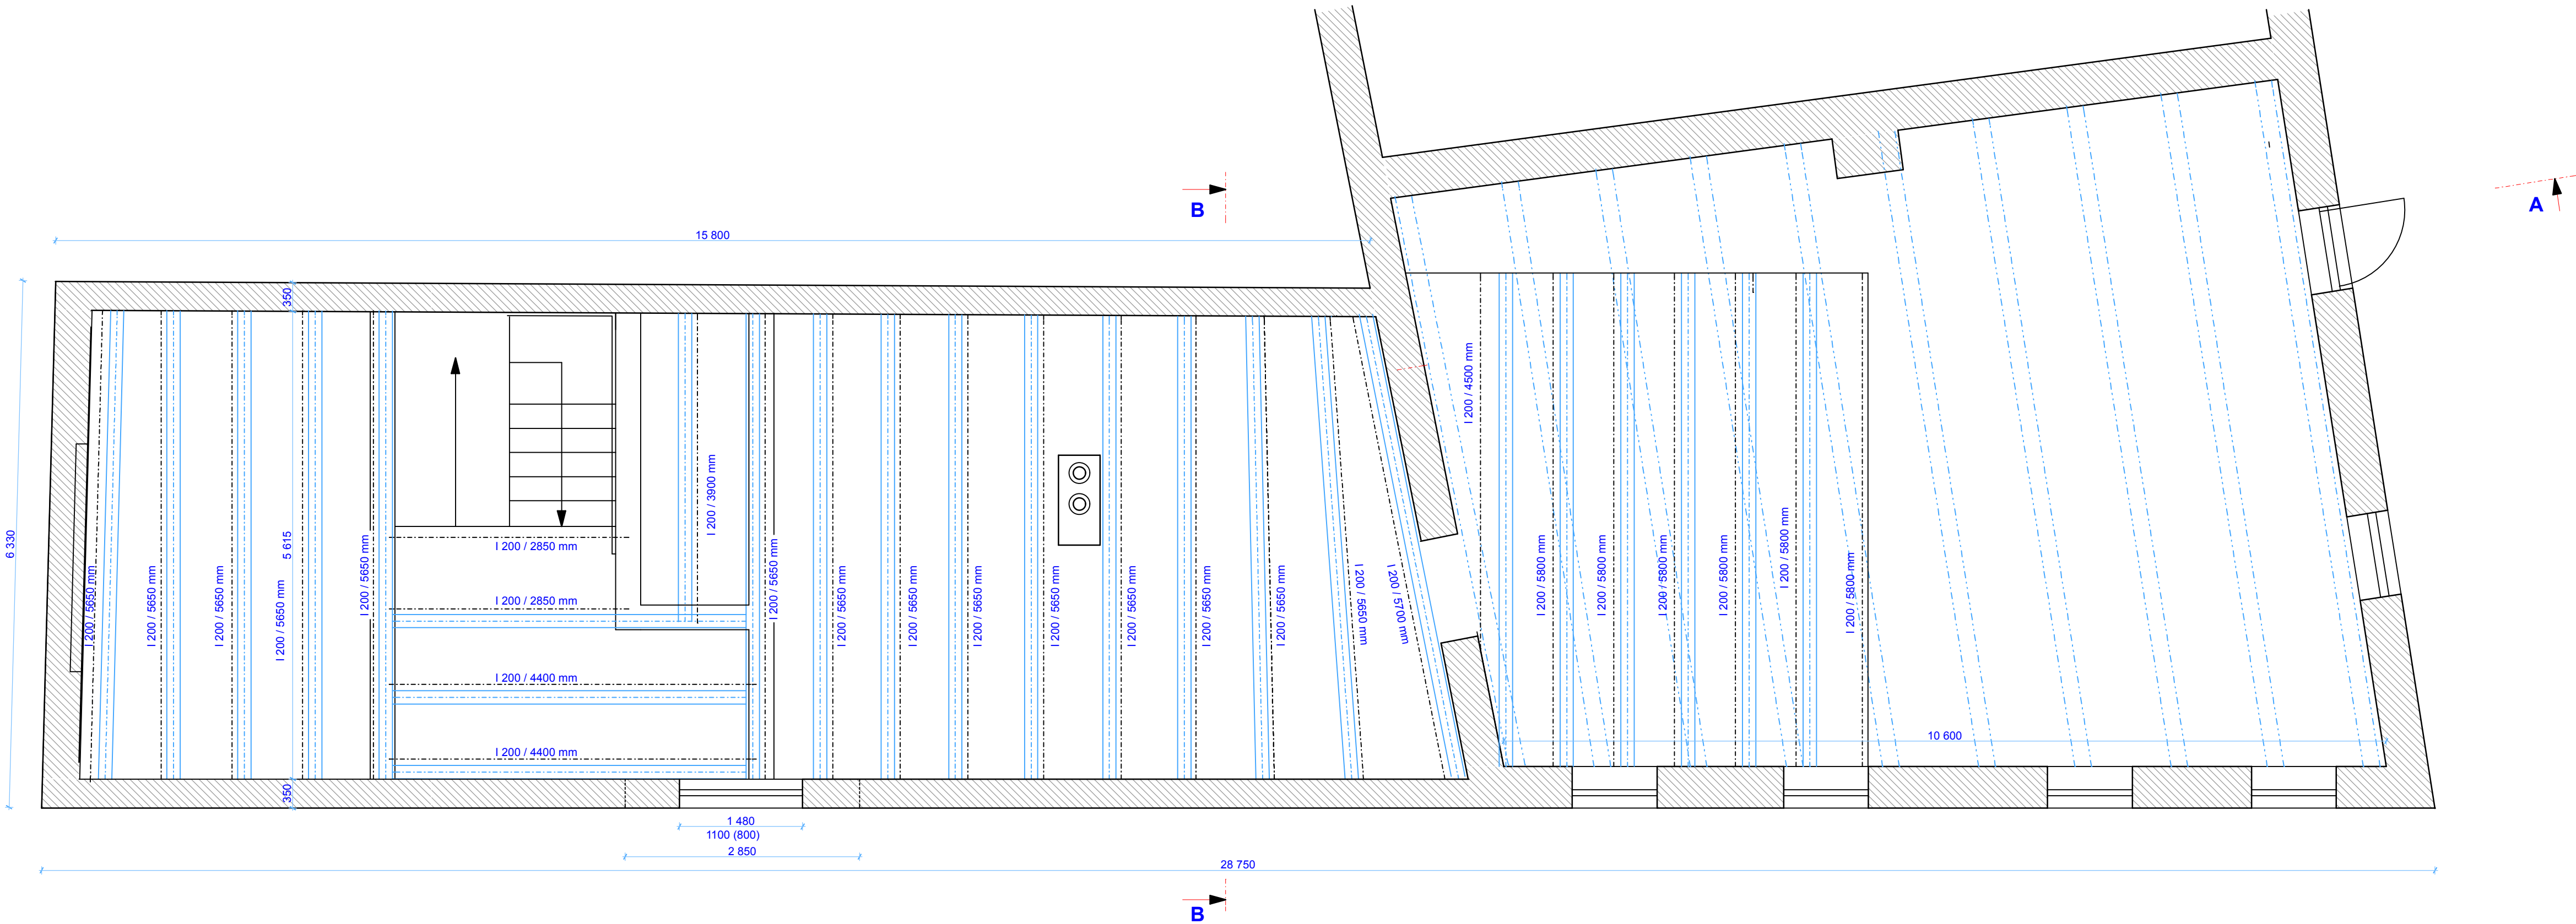 A
B
15 800
350
I 200 / 4500 mm
I 200 / 3900 mm
6 330
5 615
I 200 / 2850 mm
I 200 / 5650 mm
I 200 / 5650 mm
I 200 / 5650 mm
I 200 / 5650 mm
I 200 / 5650 mm
I 200 / 2850 mm
I 200 / 5650 mm
I 200 / 5650 mm
I 200 / 5650 mm
I 200 / 5650 mm
I 200 / 5650 mm
I 200 / 5650 mm
I 200 / 5650 mm
I 200 / 5650 mm
I 200 / 5650 mm
I 200 / 5700 mm
I 200 / 5800 mm
I 200 / 5800 mm
I 200 / 5800 mm
I 200 / 5800 mm
I 200 / 5800 mm
I 200 / 5800 mm
I 200 / 4400 mm
I 200 / 4400 mm
10 600
350
1 480
1100 (800)
2 850
28 750
B